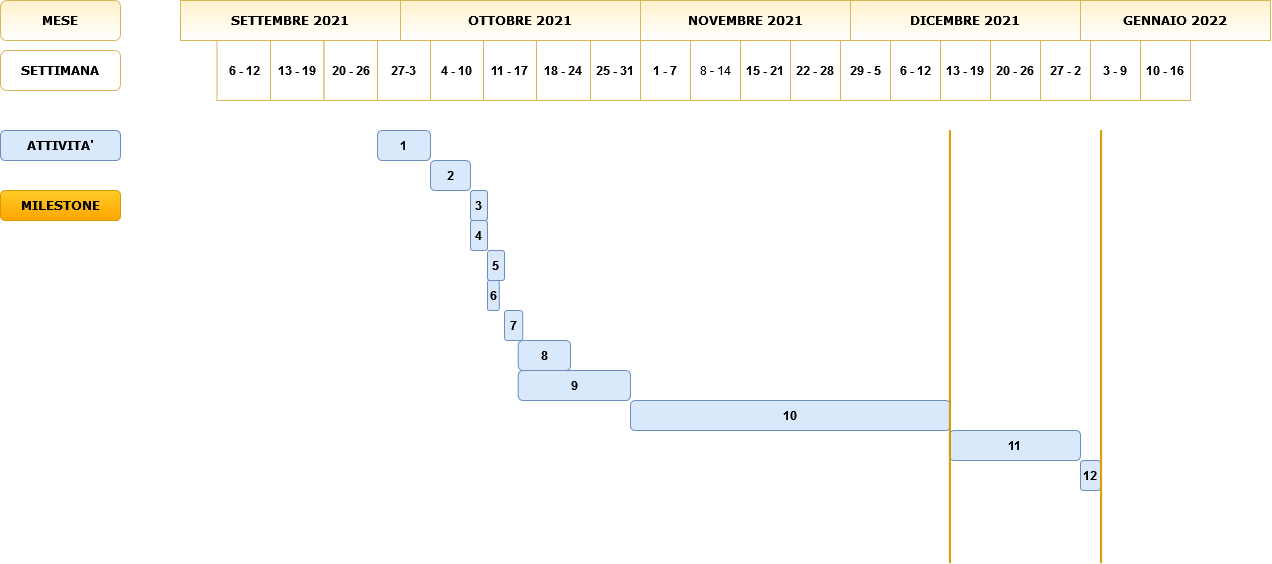 MESE SETTEMBRE 2021 OTTOBRE 2021 NOVEMBRE 2021 DICEMBRE 2021 GENNAIO 2022
SETTIMANA 6 - 12 13 - 19 20 - 26 27-3 4 - 10 11 - 17 18 - 24 25 - 31 1 - 7 8 - 14 15 - 21 22 - 28 29 - 5 6 - 12 13 - 19 20 - 26 27 - 2 3 - 9 10 - 16
ATTIVITA' 1
2
MILESTONE 3
4
5
6
7
8
9
10
11
12